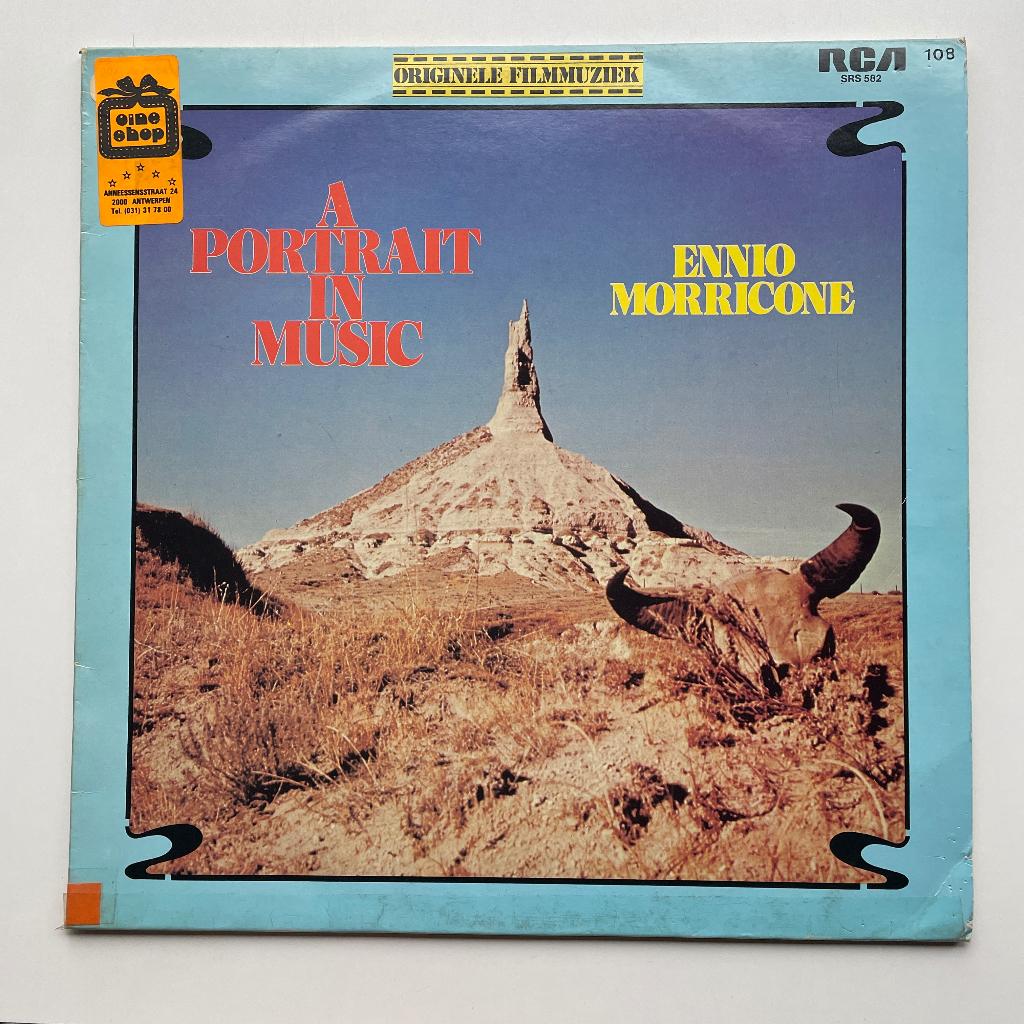 ORIGINELE FILMMUZIEK
RCA
SRS 582
108
cine
shop
ANNEESSENSSTRAAT 24
2000 ANTWERPEN
Tel. (031) 31 78 00
A
PORTRAIT
IN
MUSIC
ENNIO
MORRICONE